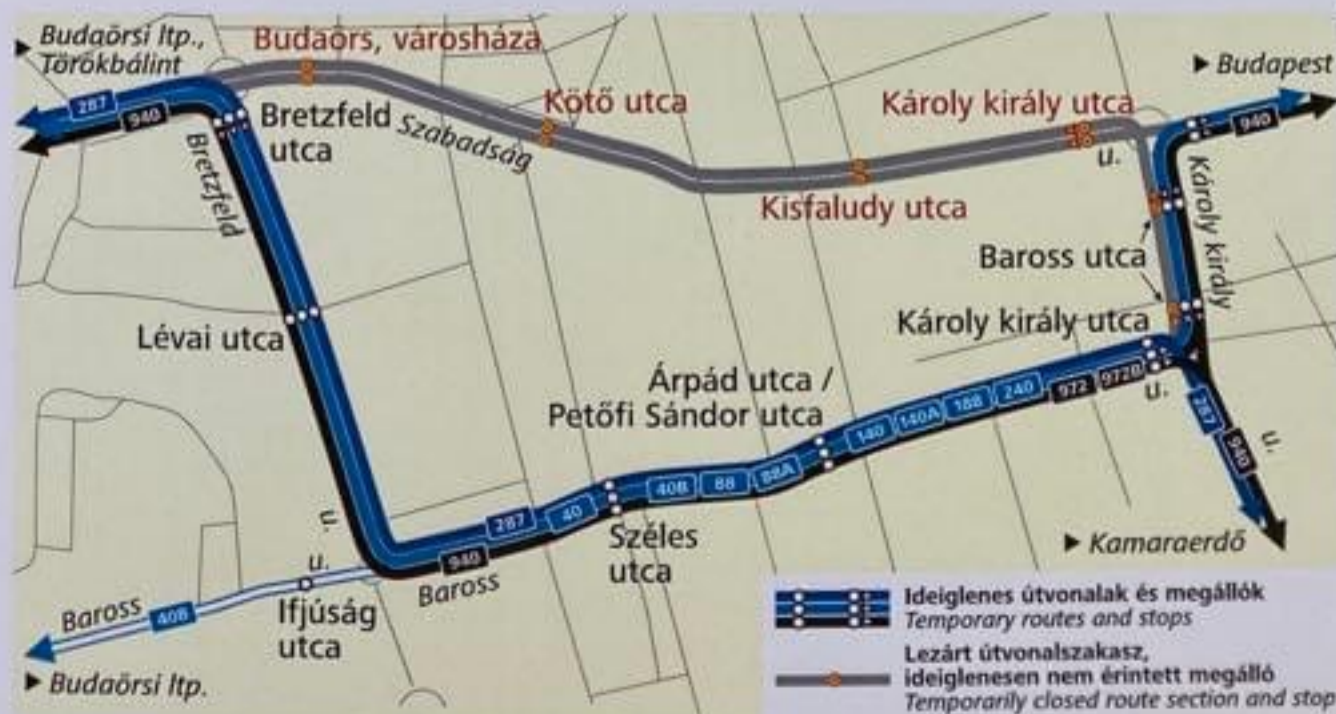 Budaörsi ltp.,
Törökbálint
Budaörs, városháza
Budapest
287
940
Bretzfeld
utca
Szabadság
Kötő utca
Károly király utca
u.
940
Bretzfeld
Kisfaludy utca
Károly király
Baross utca
Lévai utca
Károly király utca
Árpád utca /
Petőfi Sándor utca
140
140A
188
240
972
972B
u.
287
940
u.
40B
88
88A
287
40
940
Széles
utca
Baross
Kamaraerdő
u.
u.
Baross
40B
Ifjúság
utca
Budaörsi ltp.
Ideiglenes útvonalak és megállók
Temporary routes and stops
Lezárt útvonalszakasz,
ideiglenesen nem érintett megálló
Temporarily closed route section and stop